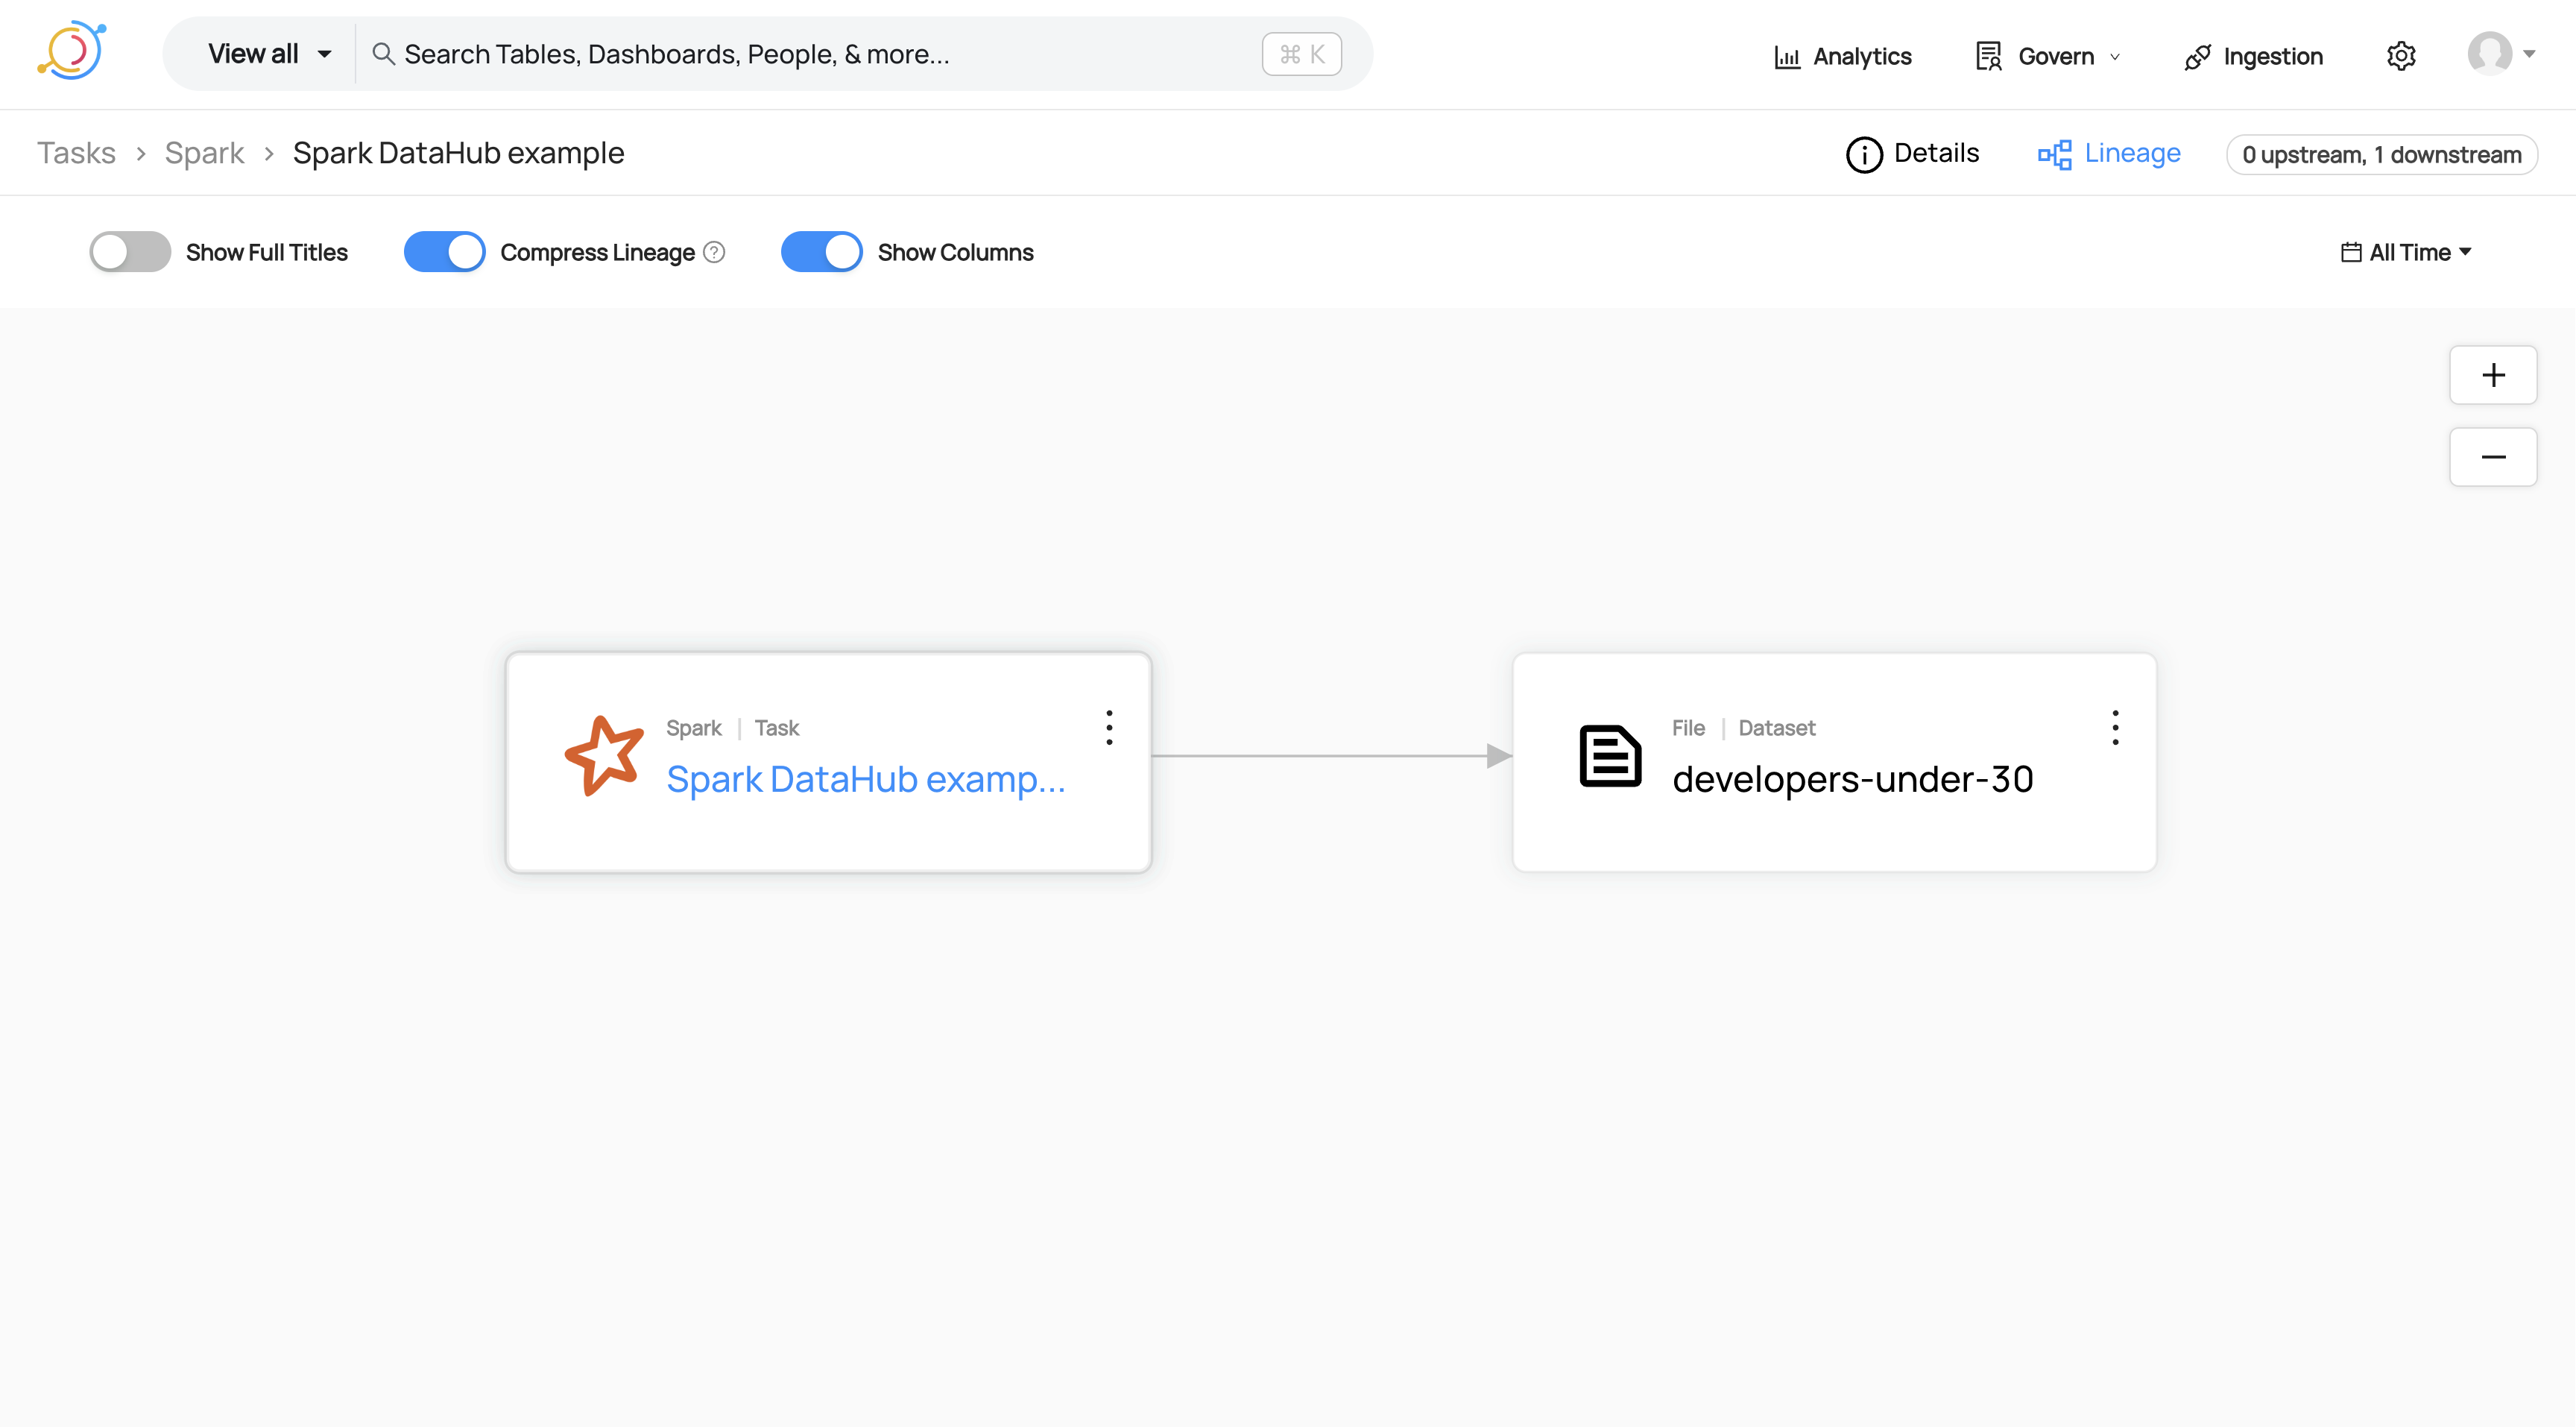 View all
Search Tables, Dashboards, People, & more...
⌘ K
Analytics
Govern
Ingestion
Tasks > Spark > Spark DataHub example
Details
Lineage
0 upstream, 1 downstream
Show Full Titles
Compress Lineage
Show Columns
All Time
Spark | Task
Spark DataHub examp...
File | Dataset
developers-under-30